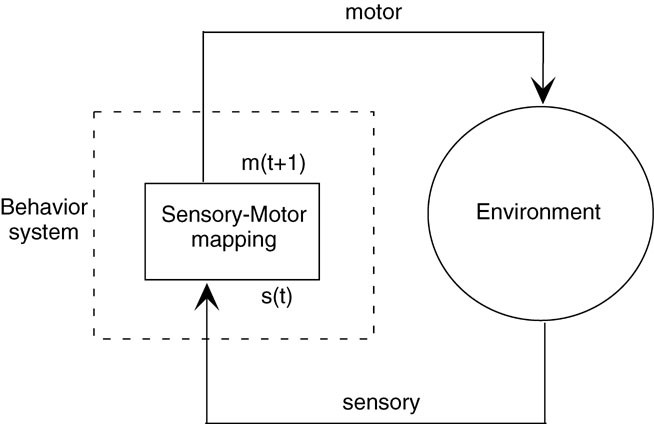 motor
m(t+1)
Behavior
system
Sensory-Motor
mapping
Environment
s(t)
sensory